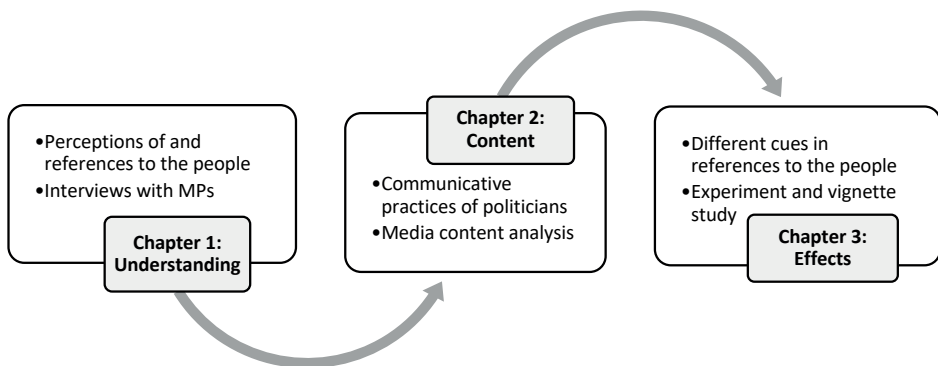 •Perceptions of and
references to the people
•Interviews with MPs
Chapter 1:
Understanding
Chapter 2:
Content
•Communicative
practices of politicians
•Media content analysis
•Different cues in
references to the people
•Experiment and vignette
study
Chapter 3:
Effects